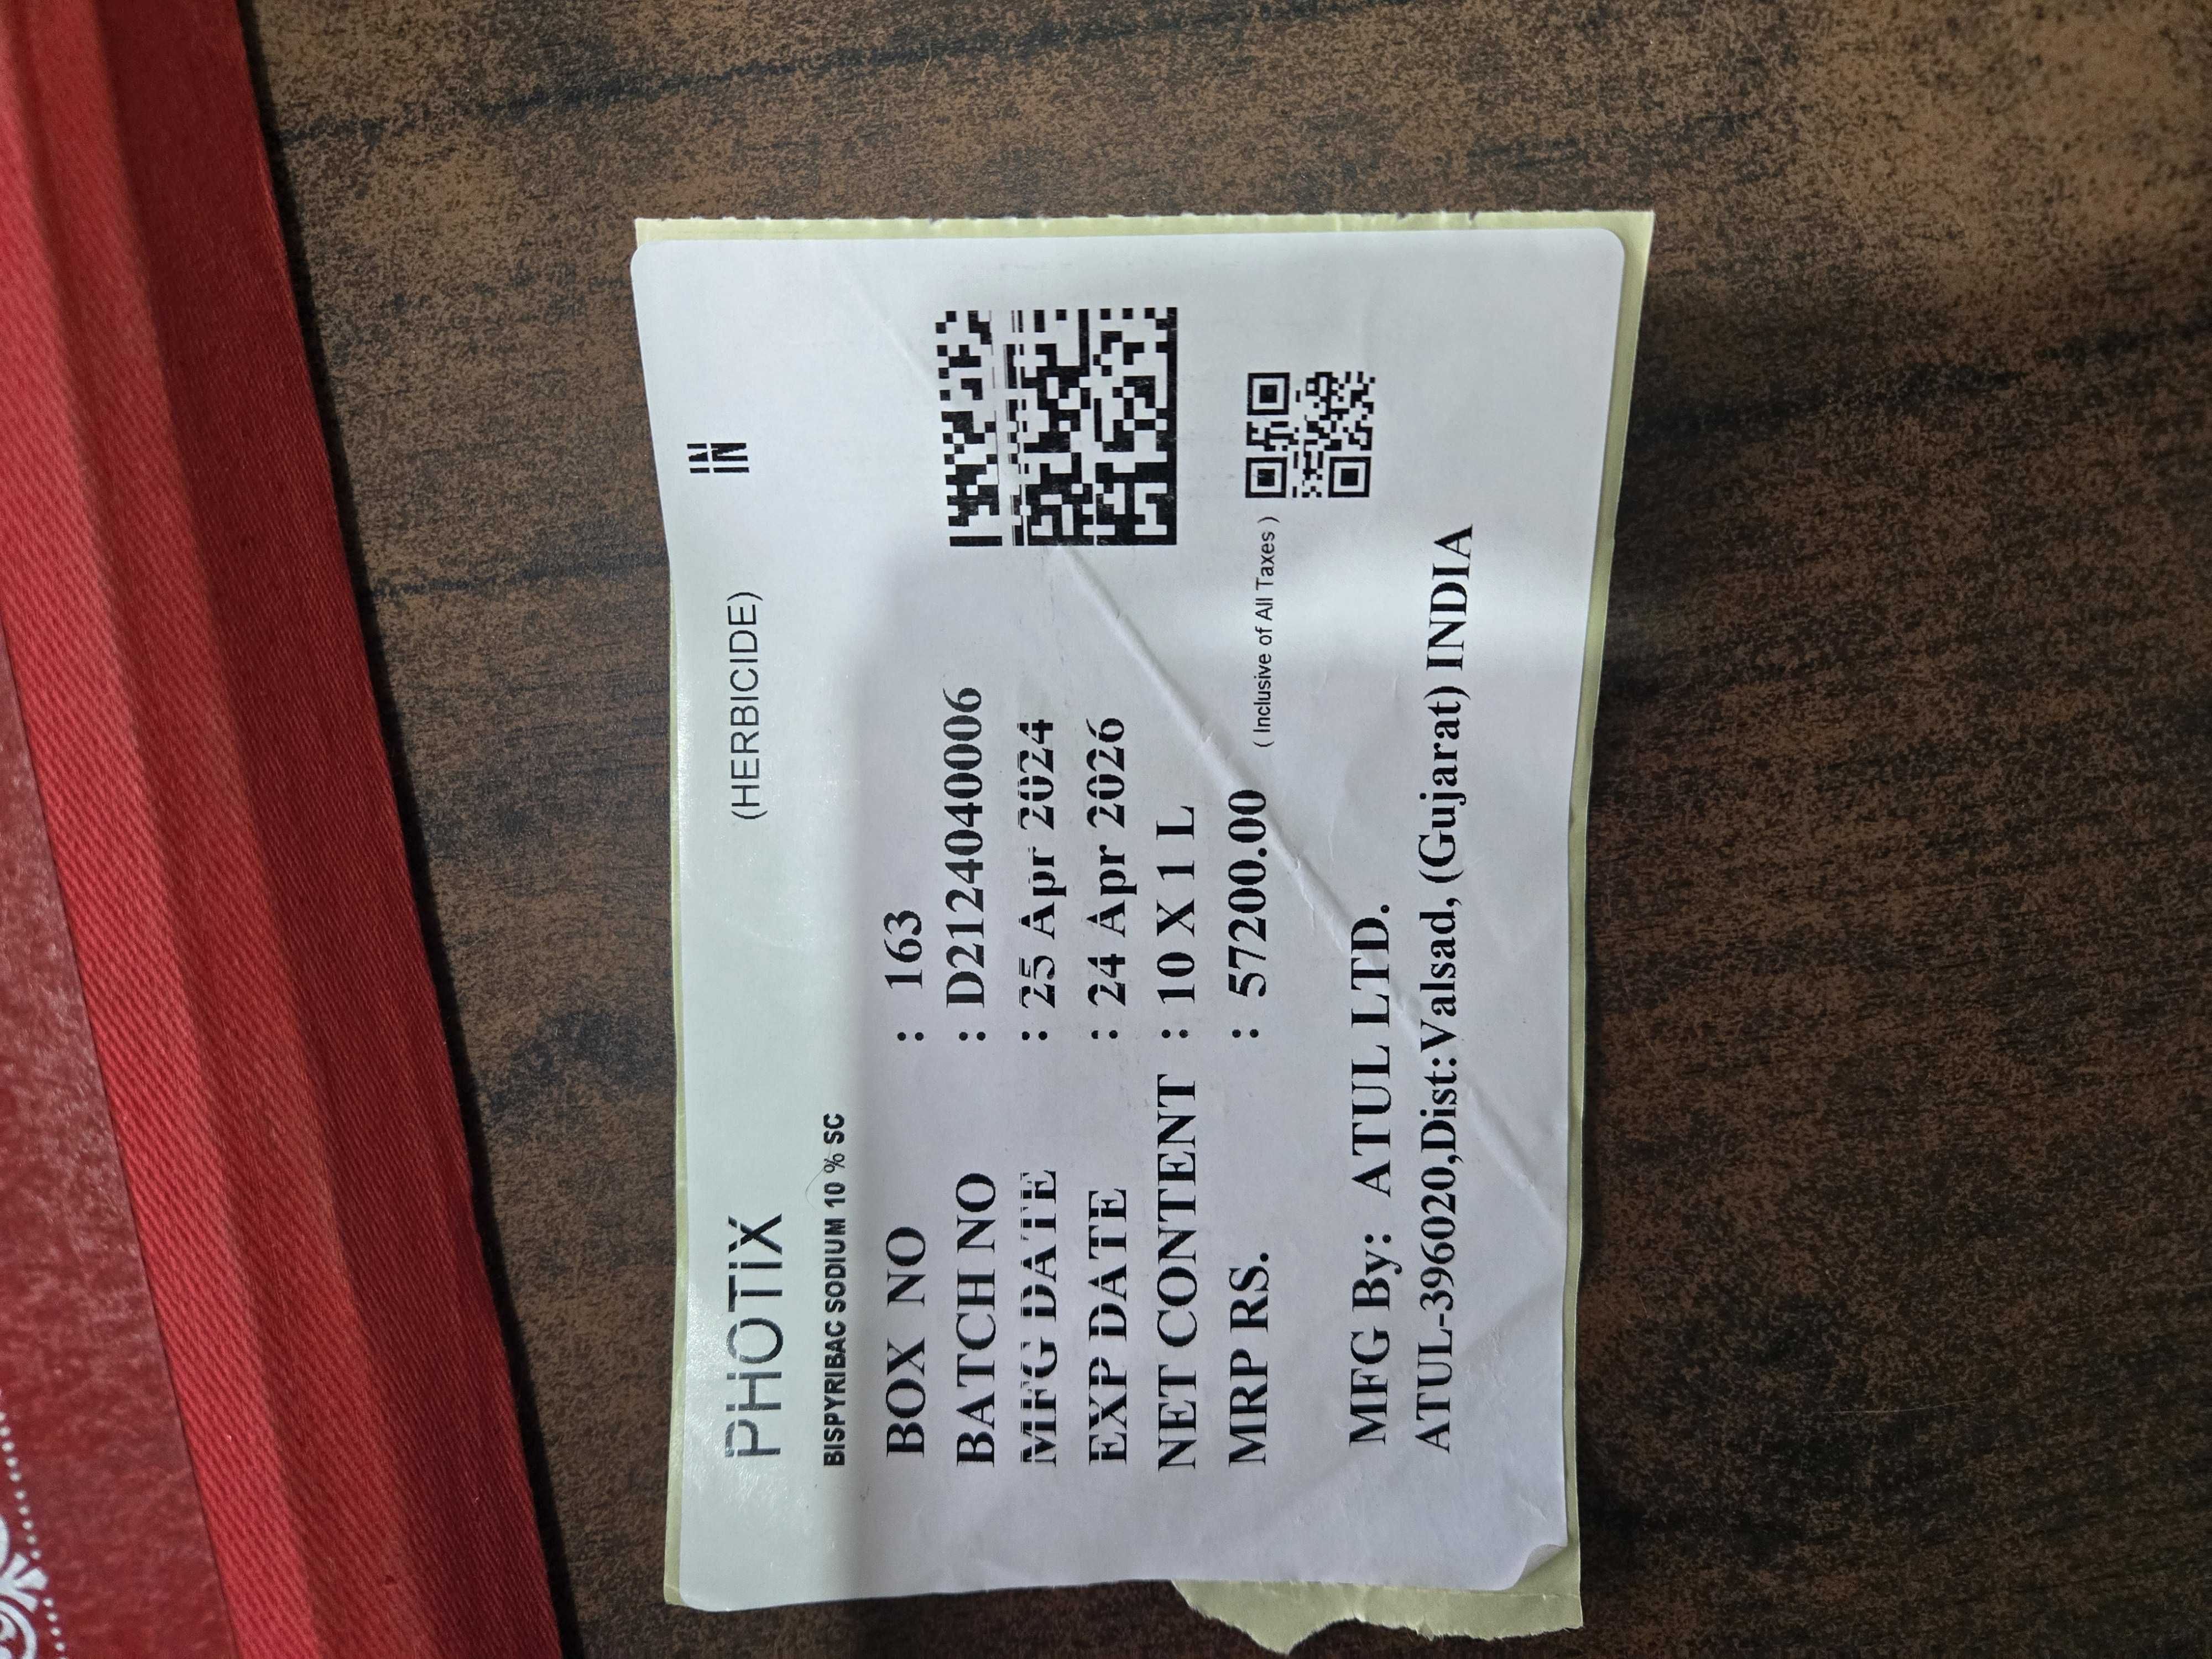 PHOTIX (HERBICIDE) IN
BISPYRIBAC SODIUM 10 % SC
BOX NO : 163
BATCH NO : D2124040006
MFG DATE : 25 Apr 2024
EXP DATE : 24 Apr 2026
NET CONTENT : 10 X 1 L
MRP RS. : 57200.00 ( Inclusive of All Taxes )
MFG By: ATUL LTD.
ATUL-396020,Dist:Valsad, (Gujarat) INDIA